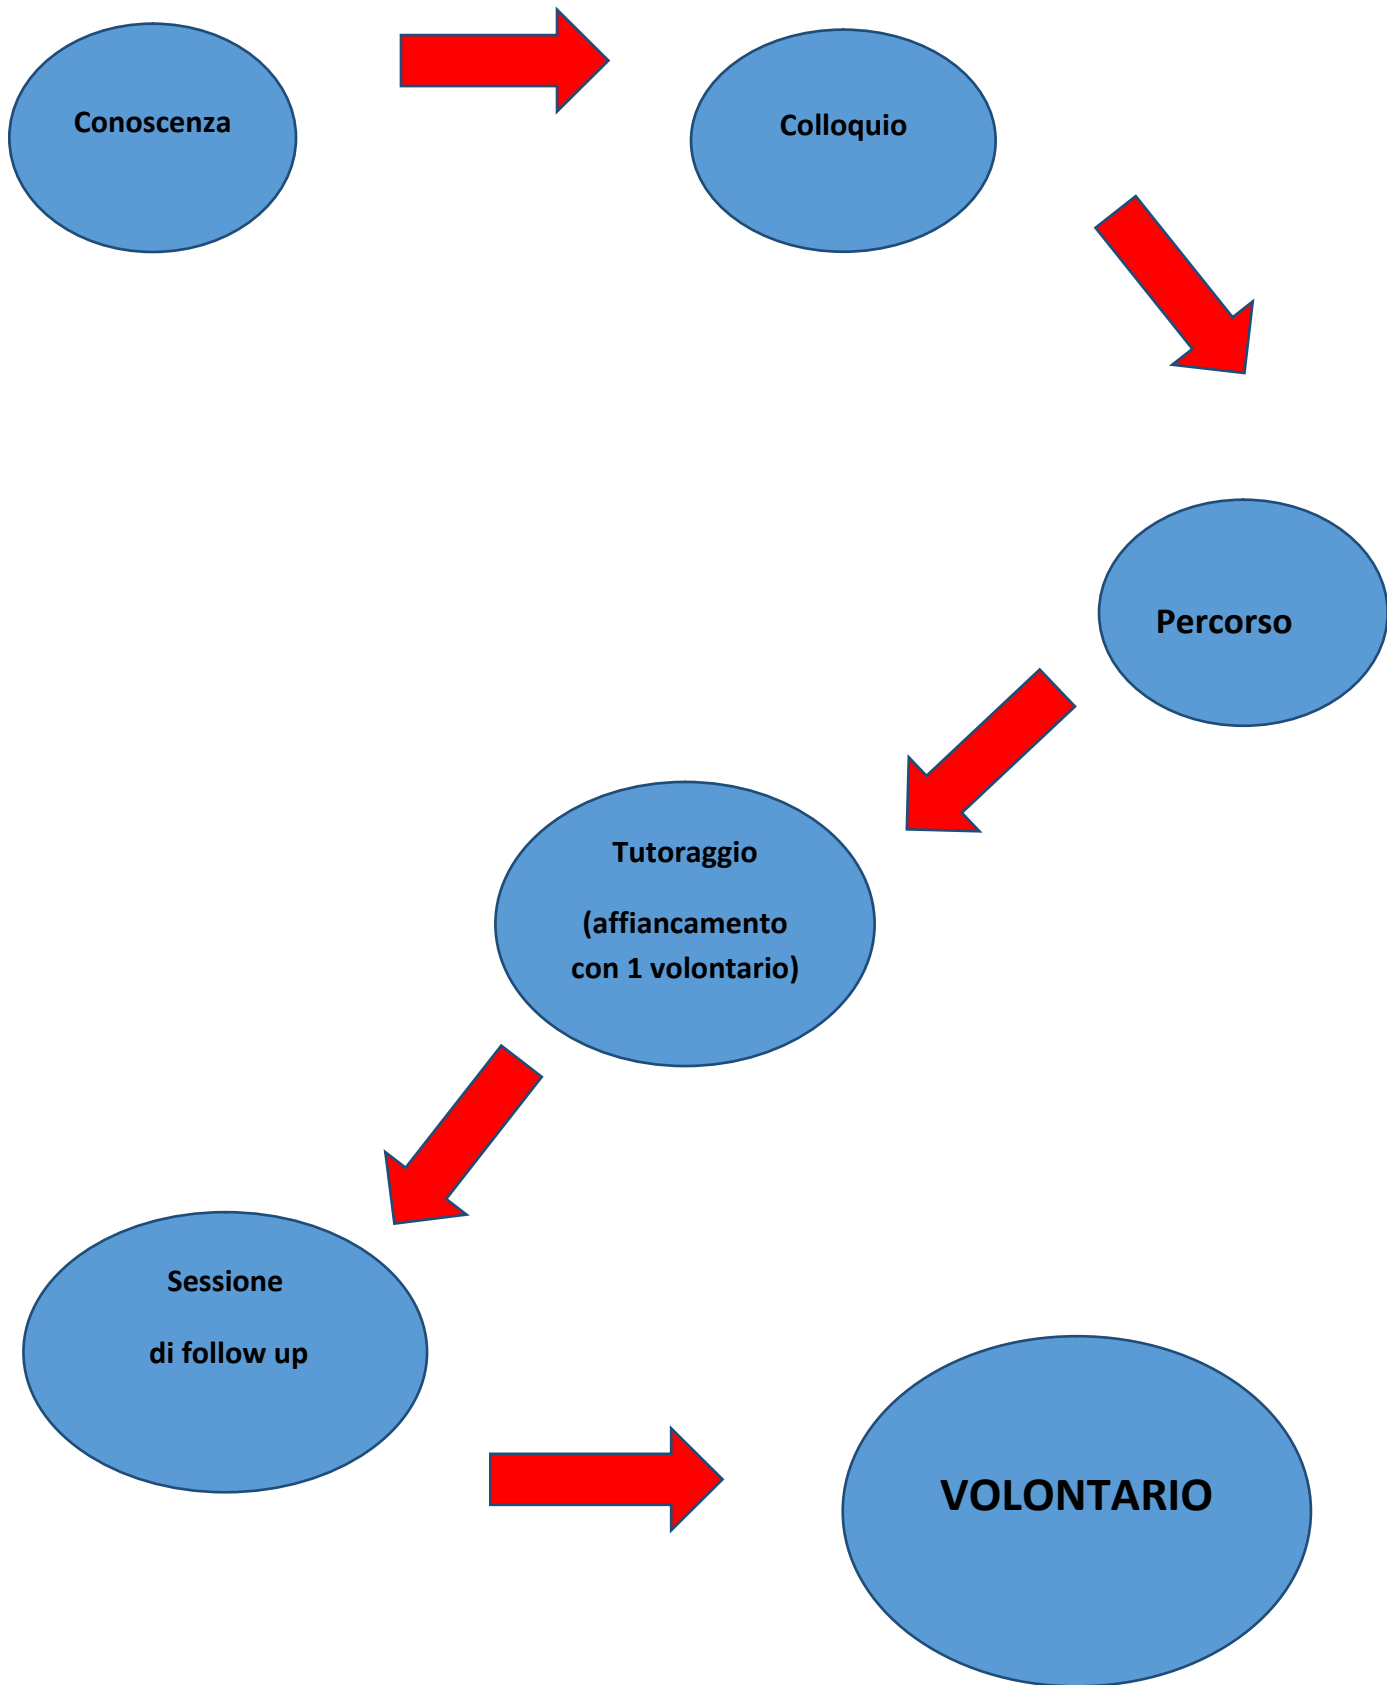 Conoscenza
Colloquio
Percorso
Tutoraggio
(affiancamento
con 1 volontario)
Sessione
di follow up
VOLONTARIO